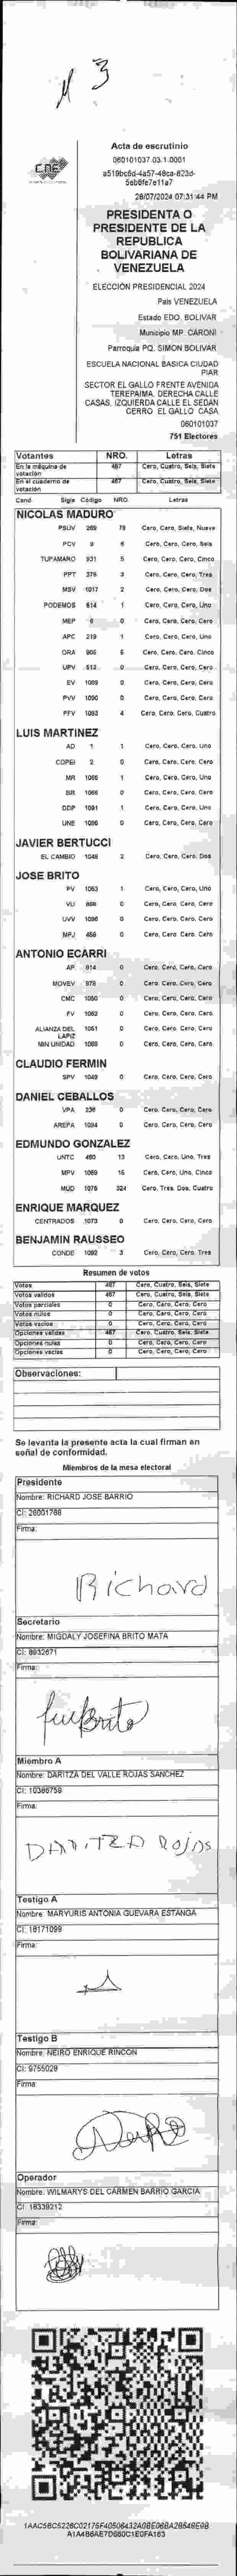 N 3
CNE
Acta de escrutinio
060101037.03.1.0001
a519bc6d-4a57-48ca-823d-
5eb6fe7e11a7
28/07/2024 07:31:44 PM
PRESIDENTA O
PRESIDENTE DE LA
REPUBLICA
BOLIVARIANA DE
VENEZUELA
ELECCIÓN PRESIDENCIAL 2024
País VENEZUELA
Estado EDO. BOLIVAR
Municipio MP. CARONI
Parroquia PQ. SIMON BOLIVAR
ESCUELA NACIONAL BASICA CIUDAD
PIAR
SECTOR EL GALLO FRENTE AVENIDA
TEREPAIMA. DERECHA CALLE
CASAS. IZQUIERDA CALLE EL SEDAN
CERRO EL GALLO CASA
060101037
751 Electores
Votantes NRO. Letras
En la máquina de votación 467 Cero, Cuatro, Seis, Siete
En el cuaderno de votación 467 Cero, Cuatro, Seis, Siete
Cand. Sigla Código NRO. Letras
NICOLAS MADURO
PSUV 269 79 Cero, Cero, Siete, Nueve
PCV 9 6 Cero, Cero, Cero, Seis
TUPAMARO 931 5 Cero, Cero, Cero, Cinco
PPT 276 3 Cero, Cero, Cero, Tres
MSV 1017 2 Cero, Cero, Cero, Dos
PODEMOS 614 1 Cero, Cero, Cero, Uno
MEP 6 0 Cero, Cero, Cero, Cero
APC 219 1 Cero, Cero, Cero, Uno
ORA 906 5 Cero, Cero, Cero, Cinco
UPV 512 0 Cero, Cero, Cero, Cero
EV 1089 0 Cero, Cero, Cero, Cero
PVV 1090 0 Cero, Cero, Cero, Cero
PFV 1093 4 Cero, Cero, Cero, Cuatro
LUIS MARTINEZ
AD 1 1 Cero, Cero, Cero, Uno
COPEI 2 0 Cero, Cero, Cero, Cero
MR 1065 1 Cero, Cero, Cero, Uno
BR 1066 0 Cero, Cero, Cero, Cero
DDP 1091 1 Cero, Cero, Cero, Uno
UNE 1096 0 Cero, Cero, Cero, Cero
JAVIER BERTUCCI
EL CAMBIO 1048 2 Cero, Cero, Cero, Dos
JOSE BRITO
PV 1053 1 Cero, Cero, Cero, Uno
VU 868 0 Cero, Cero, Cero, Cero
UVV 1098 0 Cero, Cero, Cero, Cero
MPJ 456 0 Cero, Cero, Cero, Cero
ANTONIO ECARRI
AP 814 0 Cero, Cero, Cero, Cero
MOVEV 978 0 Cero, Cero, Cero, Cero
CMC 1050 0 Cero, Cero, Cero, Cero
FV 1062 0 Cero, Cero, Cero, Cero
ALIANZA DEL LAPIZ 1051 0 Cero, Cero, Cero, Cero
MIN UNIDAD 1088 0 Cero, Cero, Cero, Cero
CLAUDIO FERMIN
SPV 1049 0 Cero, Cero, Cero, Cero
DANIEL CEBALLOS
VPA 236 0 Cero, Cero, Cero, Cero
AREPA 1094 0 Cero, Cero, Cero, Cero
EDMUNDO GONZALEZ
UNTC 460 13 Cero, Cero, Uno, Tres
MPV 1069 15 Cero, Cero, Uno, Cinco
MUD 1076 324 Cero, Tres, Dos, Cuatro
ENRIQUE MARQUEZ
CENTRADOS 1073 0 Cero, Cero, Cero, Cero
BENJAMIN RAUSSEO
CONDE 1092 3 Cero, Cero, Cero, Tres
Resumen de votos
Votos 467 Cero, Cuatro, Seis, Siete
Votos validos 467 Cero, Cuatro, Seis, Siete
Votos parciales 0 Cero, Cero, Cero, Cero
Votos nulos 0 Cero, Cero, Cero, Cero
Votos vacios 0 Cero, Cero, Cero, Cero
Opciones validas 467 Cero, Cuatro, Seis, Siete
Opciones nulas 0 Cero, Cero, Cero, Cero
Opciones vacias 0 Cero, Cero, Cero, Cero
Observaciones:
Se levanta la presente acta la cual firman en
señal de conformidad.
Miembros de la mesa electoral
Presidente
Nombre: RICHARD JOSE BARRIO
CI: 26001768
Firma:
Richard
Secretario
Nombre: MIGDALY JOSEFINA BRITO MATA
CI: 8932671
Firma:
Miembro A
Nombre: DARITZA DEL VALLE ROJAS SANCHEZ
CI: 10386759
Firma:
DARITZA Rojas
Testigo A
Nombre: MARYURIS ANTONIA GUEVARA ESTANGA
CI: 18171099
Firma:
Testigo B
Nombre: NEIRO ENRIQUE RINCON
CI: 9755029
Firma:
Operador
Nombre: WILMARYS DEL CARMEN BARRIO GARCIA
CI: 18339212
Firma: